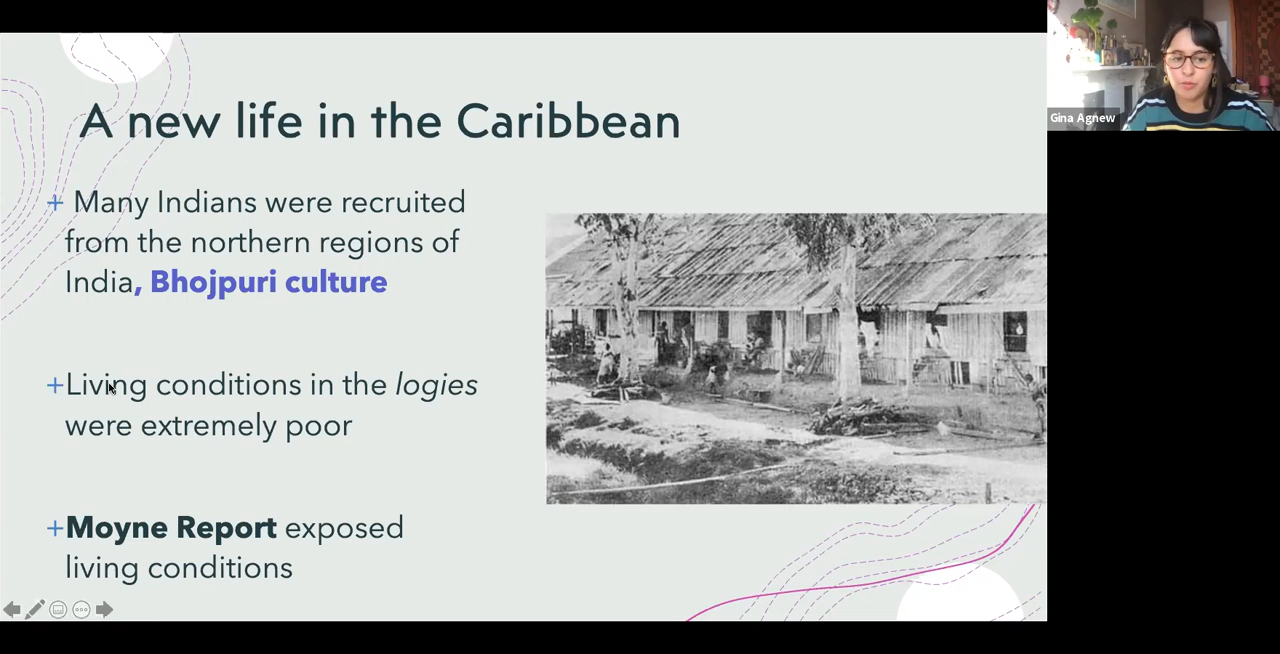 A new life in the Caribbean
+ Many Indians were recruited
from the northern regions of
India, Bhojpuri culture
+Living conditions in the logies
were extremely poor
+Moyne Report exposed
living conditions
Gina Agnew